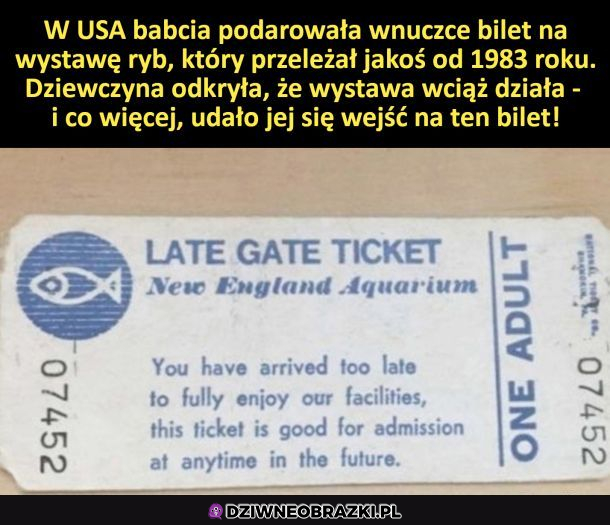 W USA babcia podarowała wnuczce bilet na
wystawę ryb, który przeleżał jakoś od 1983 roku.
Dziewczyna odkryła, że wystawa wciąż działa -
i co więcej, udało jej się wejść na ten bilet!
LATE GATE TICKET
New England Aquarium
You have arrived too late
to fully enjoy our facilities,
this ticket is good for admission
at anytime in the future.
07452
ONE ADULT
07452
DZIWNEOBRAZKI.PL